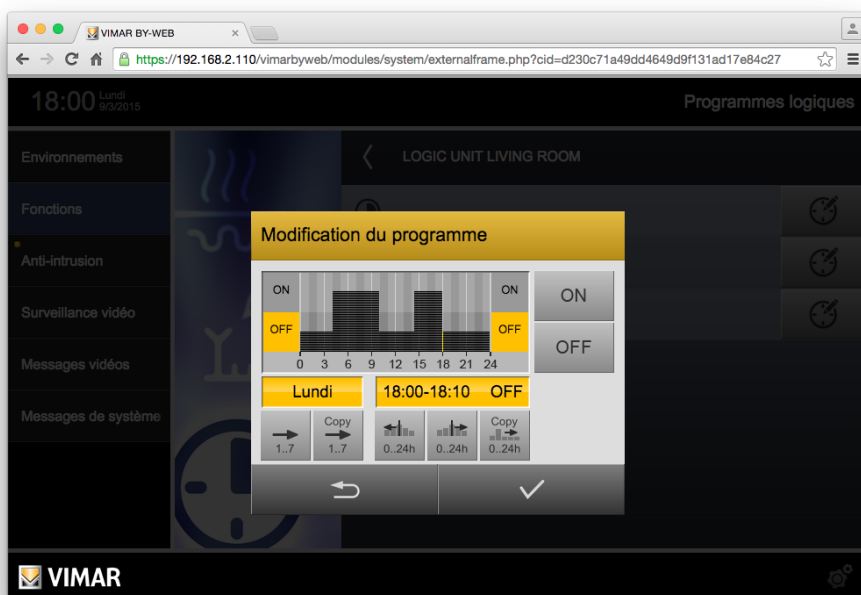 VIMAR BY-WEB
https://192.168.2.110/vimarbyweb/modules/system/externalframe.php?cid=d230c71a49dd4649d9f131ad17e84c27
18:00 Lundi 9/3/2015
Programmes logiques
Environnements
Fonctions
Anti-intrusion
Surveillance vidéo
Messages vidéos
Messages de système
LOGIC UNIT LIVING ROOM
Modification du programme
ON ON
OFF OFF
0 3 6 9 12 15 18 21 24
ON
OFF
Lundi 18:00-18:10 OFF
1..7
Copy 1..7
0..24h
0..24h
Copy 0..24h
VIMAR